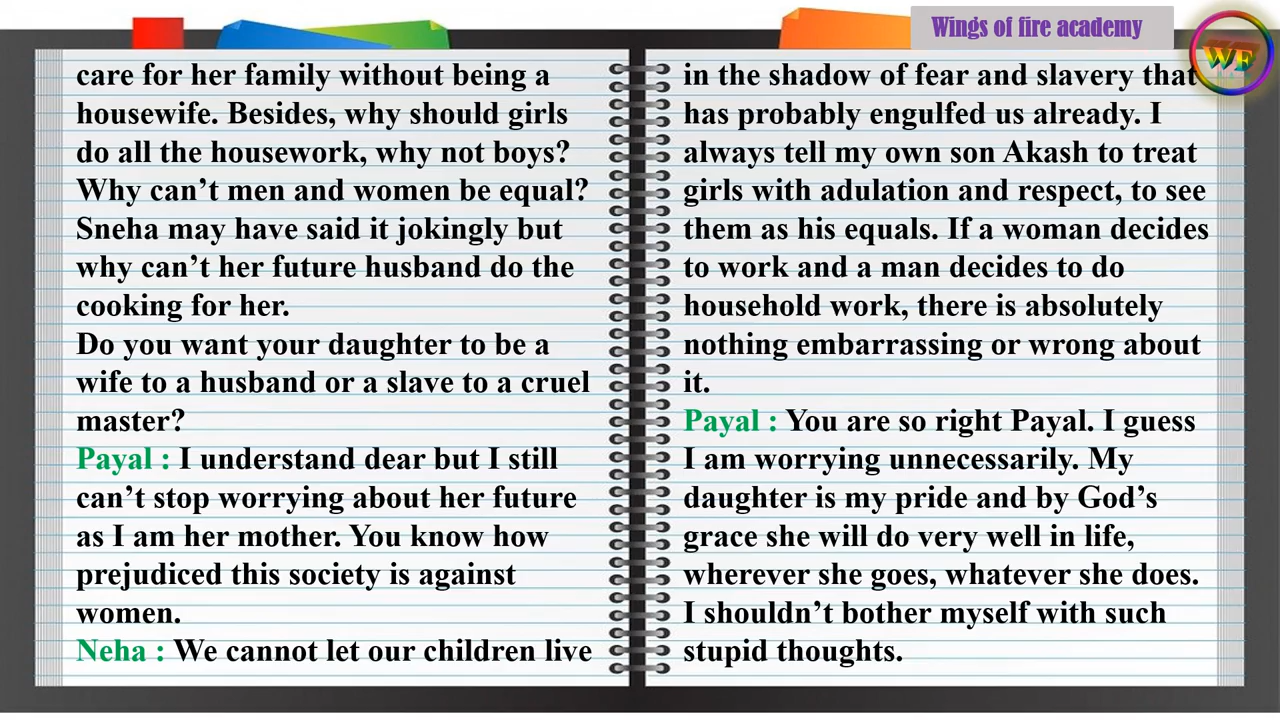 Wings of fire academy
WF
care for her family without being a
housewife. Besides, why should girls
do all the housework, why not boys?
Why can’t men and women be equal?
Sneha may have said it jokingly but
why can’t her future husband do the
cooking for her.
Do you want your daughter to be a
wife to a husband or a slave to a cruel
master?
Payal : I understand dear but I still
can’t stop worrying about her future
as I am her mother. You know how
prejudiced this society is against
women.
Neha : We cannot let our children live
in the shadow of fear and slavery that
has probably engulfed us already. I
always tell my own son Akash to treat
girls with adulation and respect, to see
them as his equals. If a woman decides
to work and a man decides to do
household work, there is absolutely
nothing embarrassing or wrong about
it.
Payal : You are so right Payal. I guess
I am worrying unnecessarily. My
daughter is my pride and by God’s
grace she will do very well in life,
wherever she goes, whatever she does.
I shouldn’t bother myself with such
stupid thoughts.